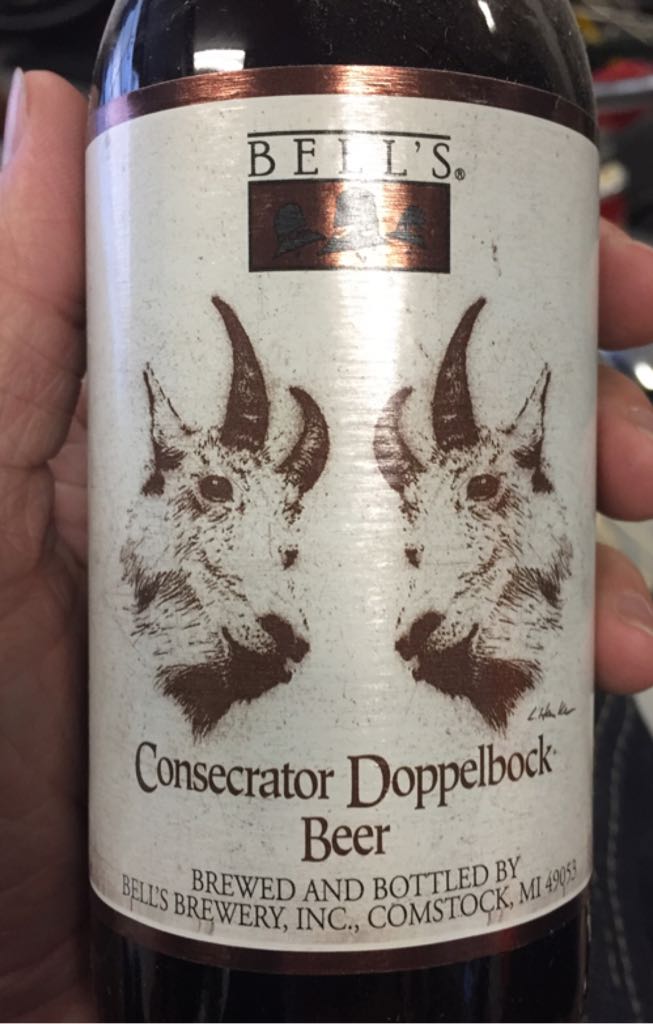 BELL'S®
Consecrator Doppelbock
Beer
BREWED AND BOTTLED BY
BELL'S BREWERY, INC., COMSTOCK, MI 49053